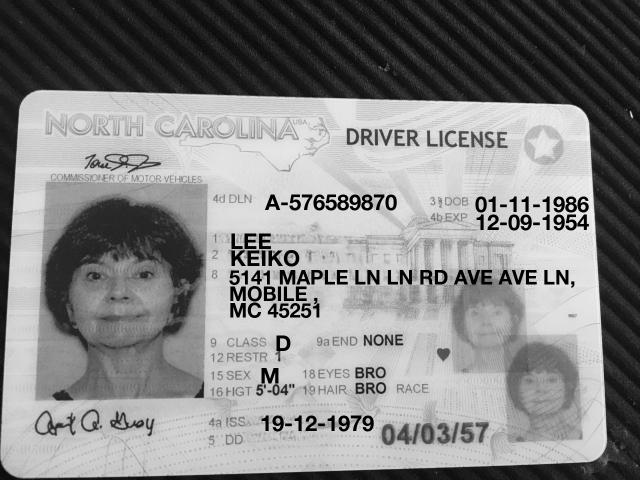 NORTH CAROLINA USA DRIVER LICENSE
COMMISSIONER OF MOTOR VEHICLES
4d DLN A-576589870 3 DOB 01-11-1986
4b EXP 12-09-1954
1 LEE
2 KEIKO
8 5141 MAPLE LN LN RD AVE AVE LN,
MOBILE ,
MC 45251
9 CLASS D 9a END NONE
12 RESTR 1
15 SEX M 18 EYES BRO
16 HGT 5'-04" 19 HAIR BRO RACE
4a ISS 19-12-1979
5 DD 04/03/57